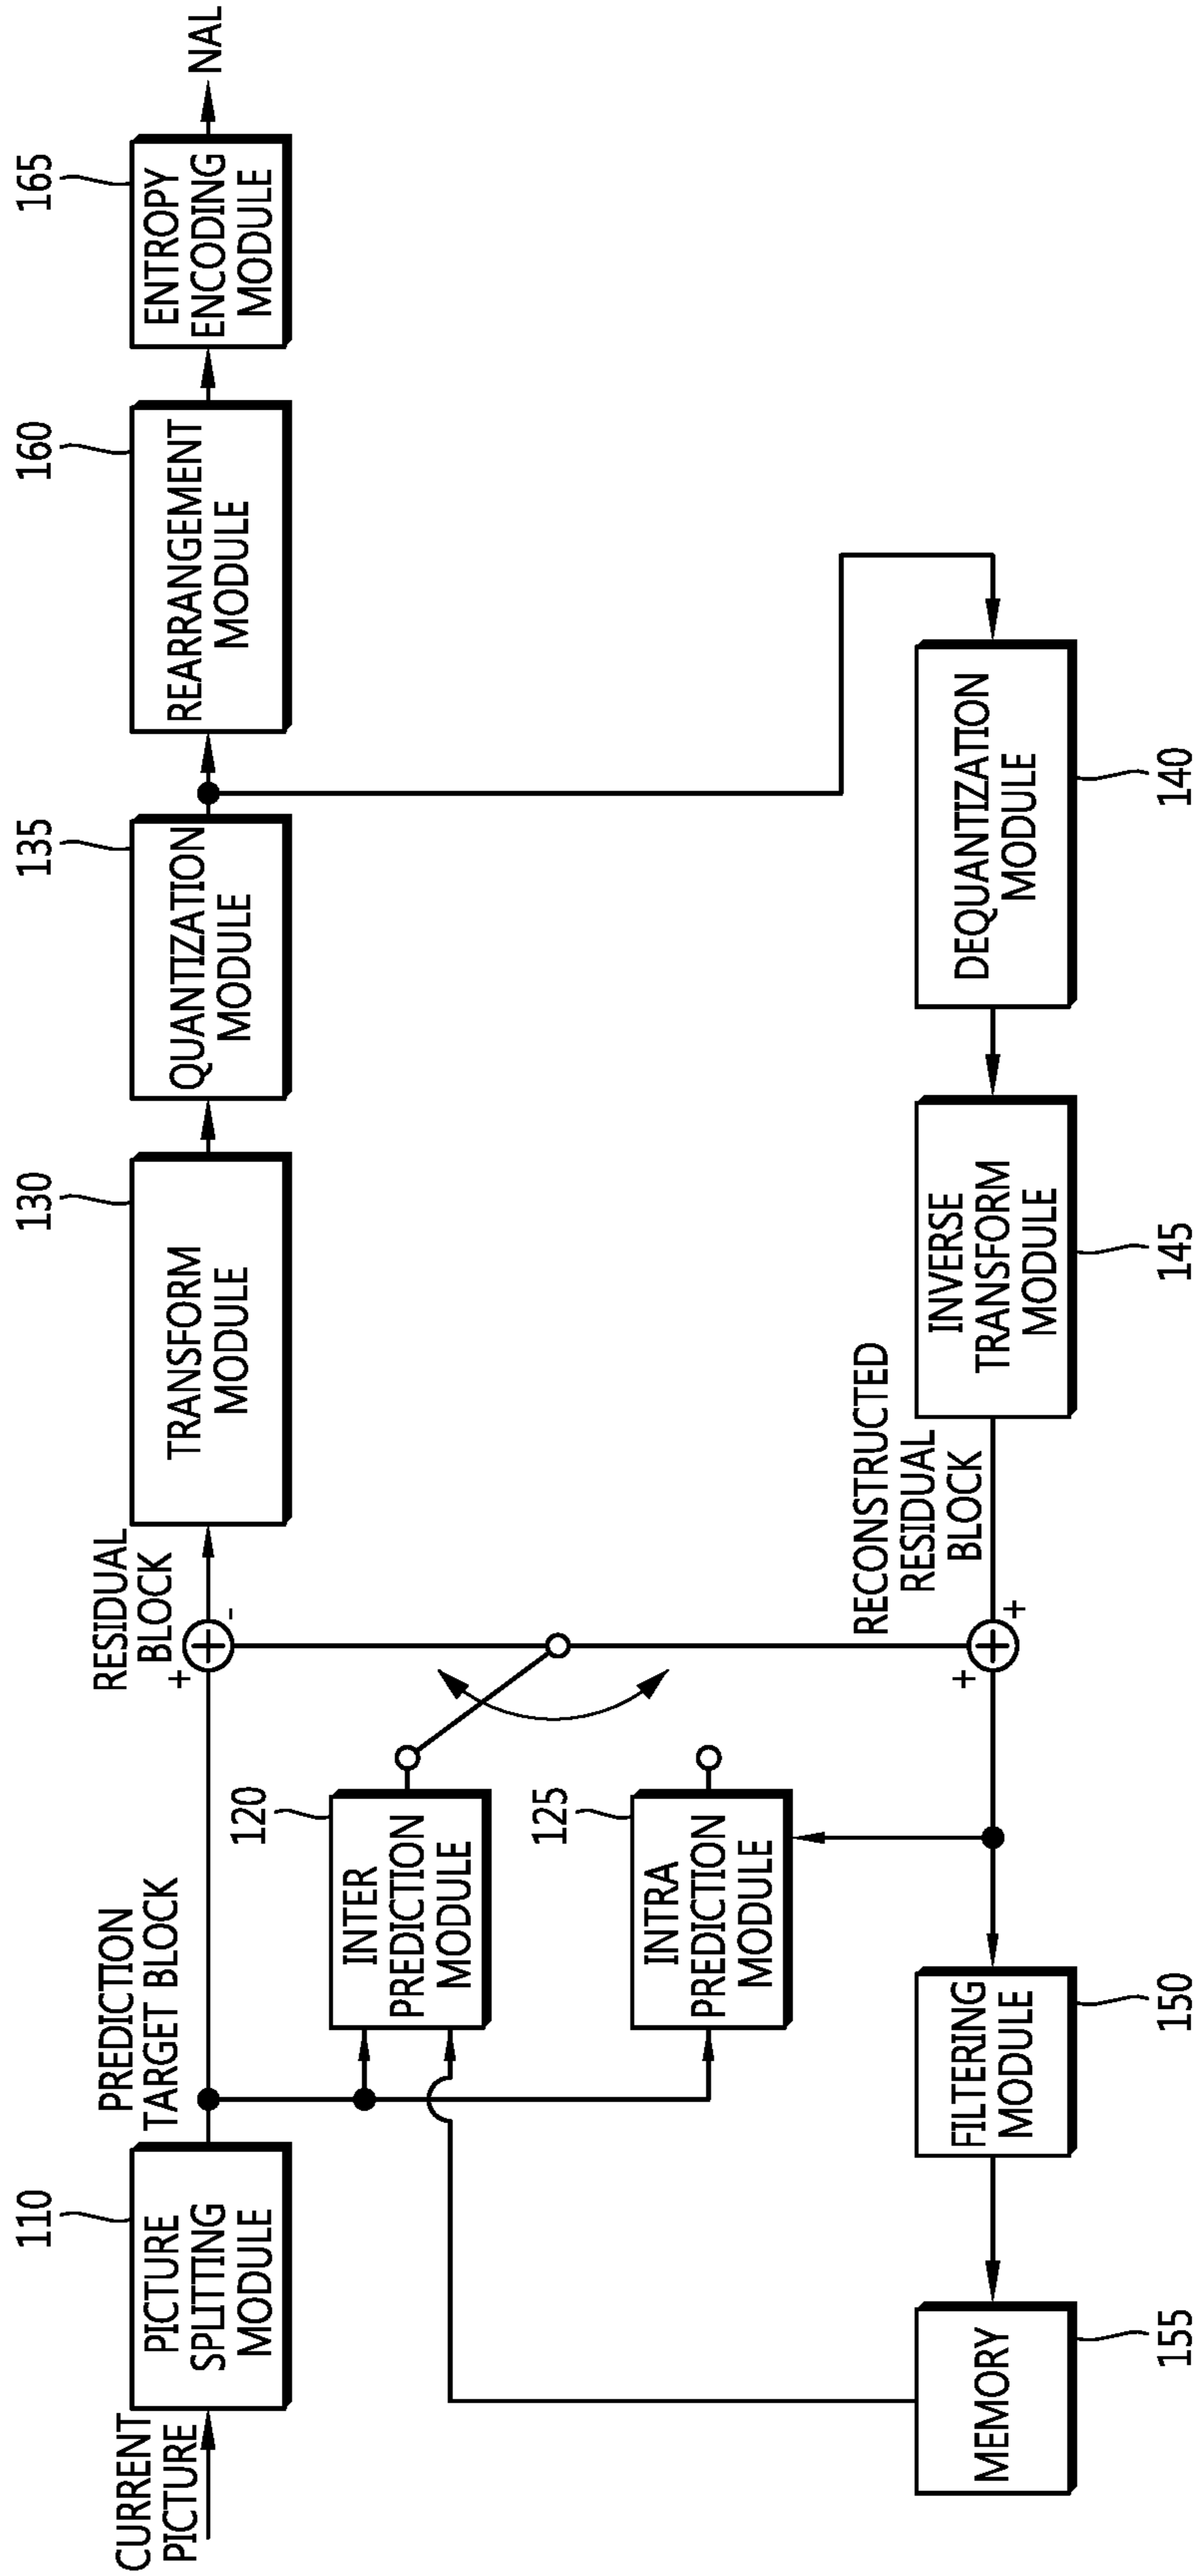 CURRENT
PICTURE
110
PICTURE
SPLITTING
MODULE
PREDICTION
TARGET BLOCK
+
-
RESIDUAL
BLOCK
130
TRANSFORM
MODULE
135
QUANTIZATION
MODULE
160
REARRANGEMENT
MODULE
165
ENTROPY
ENCODING
MODULE
NAL
120
INTER
PREDICTION
MODULE
125
INTRA
PREDICTION
MODULE
155
MEMORY
150
FILTERING
MODULE
+
+
RECONSTRUCTED
RESIDUAL
BLOCK
145
INVERSE
TRANSFORM
MODULE
140
DEQUANTIZATION
MODULE